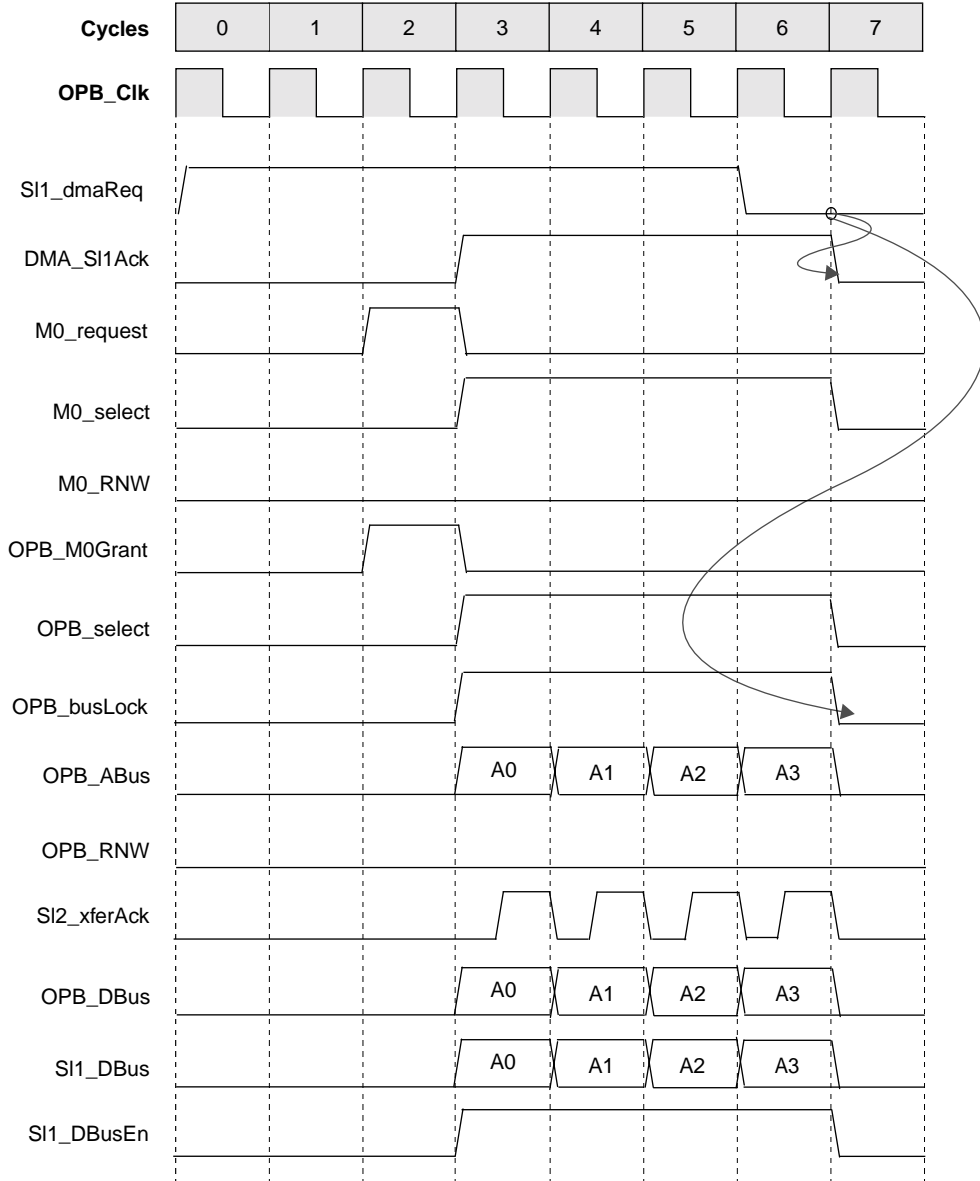 Cycles 0 1 2 3 4 5 6 7
OPB_Clk
Sl1_dmaReq
DMA_Sl1Ack
M0_request
M0_select
M0_RNW
OPB_M0Grant
OPB_select
OPB_busLock
OPB_ABus A0 A1 A2 A3
OPB_RNW
Sl2_xferAck
OPB_DBus A0 A1 A2 A3
Sl1_DBus A0 A1 A2 A3
Sl1_DBusEn